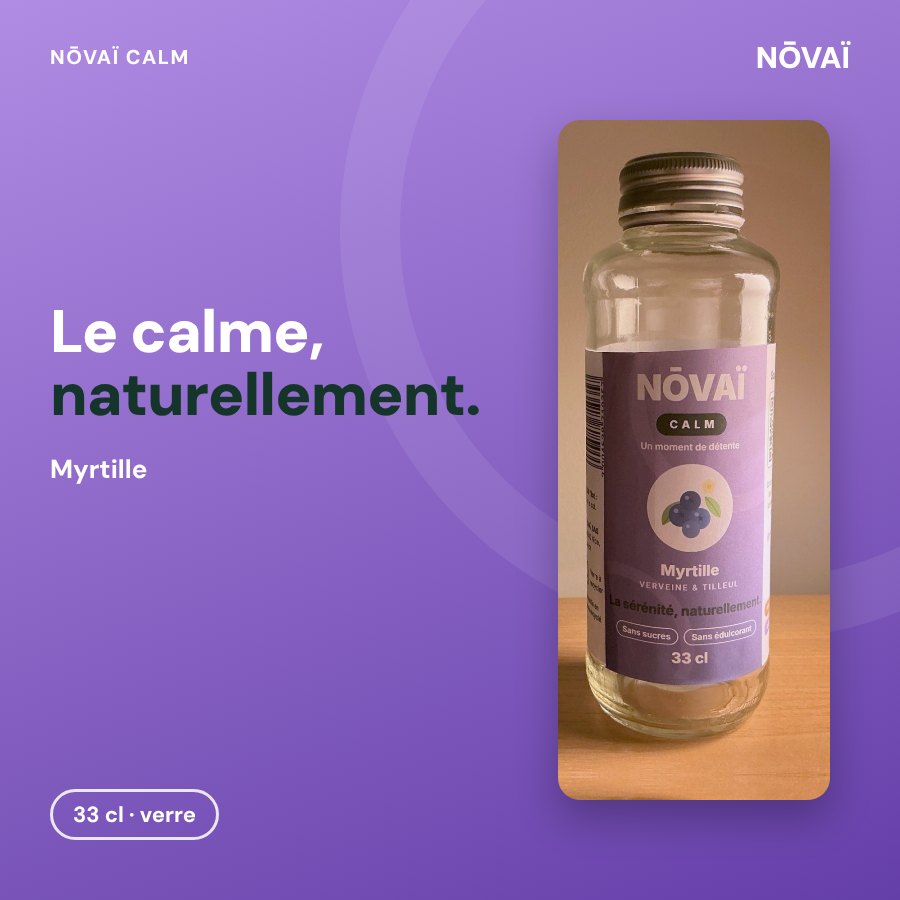 NŌVAÏ CALM
NŌVAÏ
Le calme,
naturellement.
Myrtille
33 cl · verre
NŌVAÏ
CALM
Un moment de détente
Myrtille
VERVEINE & TILLEUL
La sérénité, naturellement.
Sans sucres
Sans édulcorant
33 cl